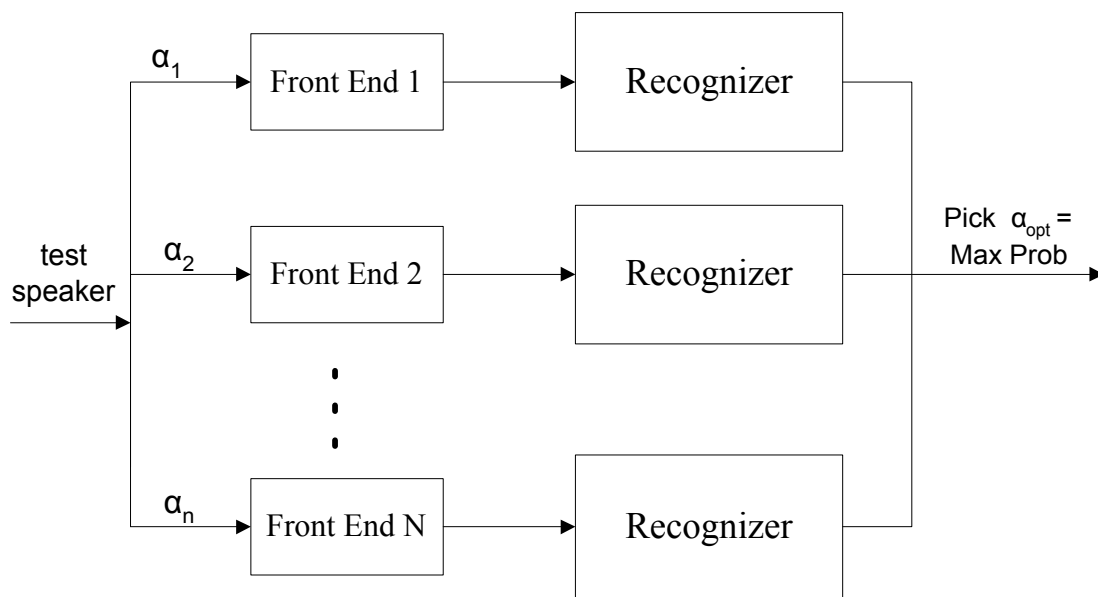 α1
Front End 1
Recognizer
test
speaker
α2
Front End 2
Recognizer
Pick αopt =
Max Prob
αn
Front End N
Recognizer